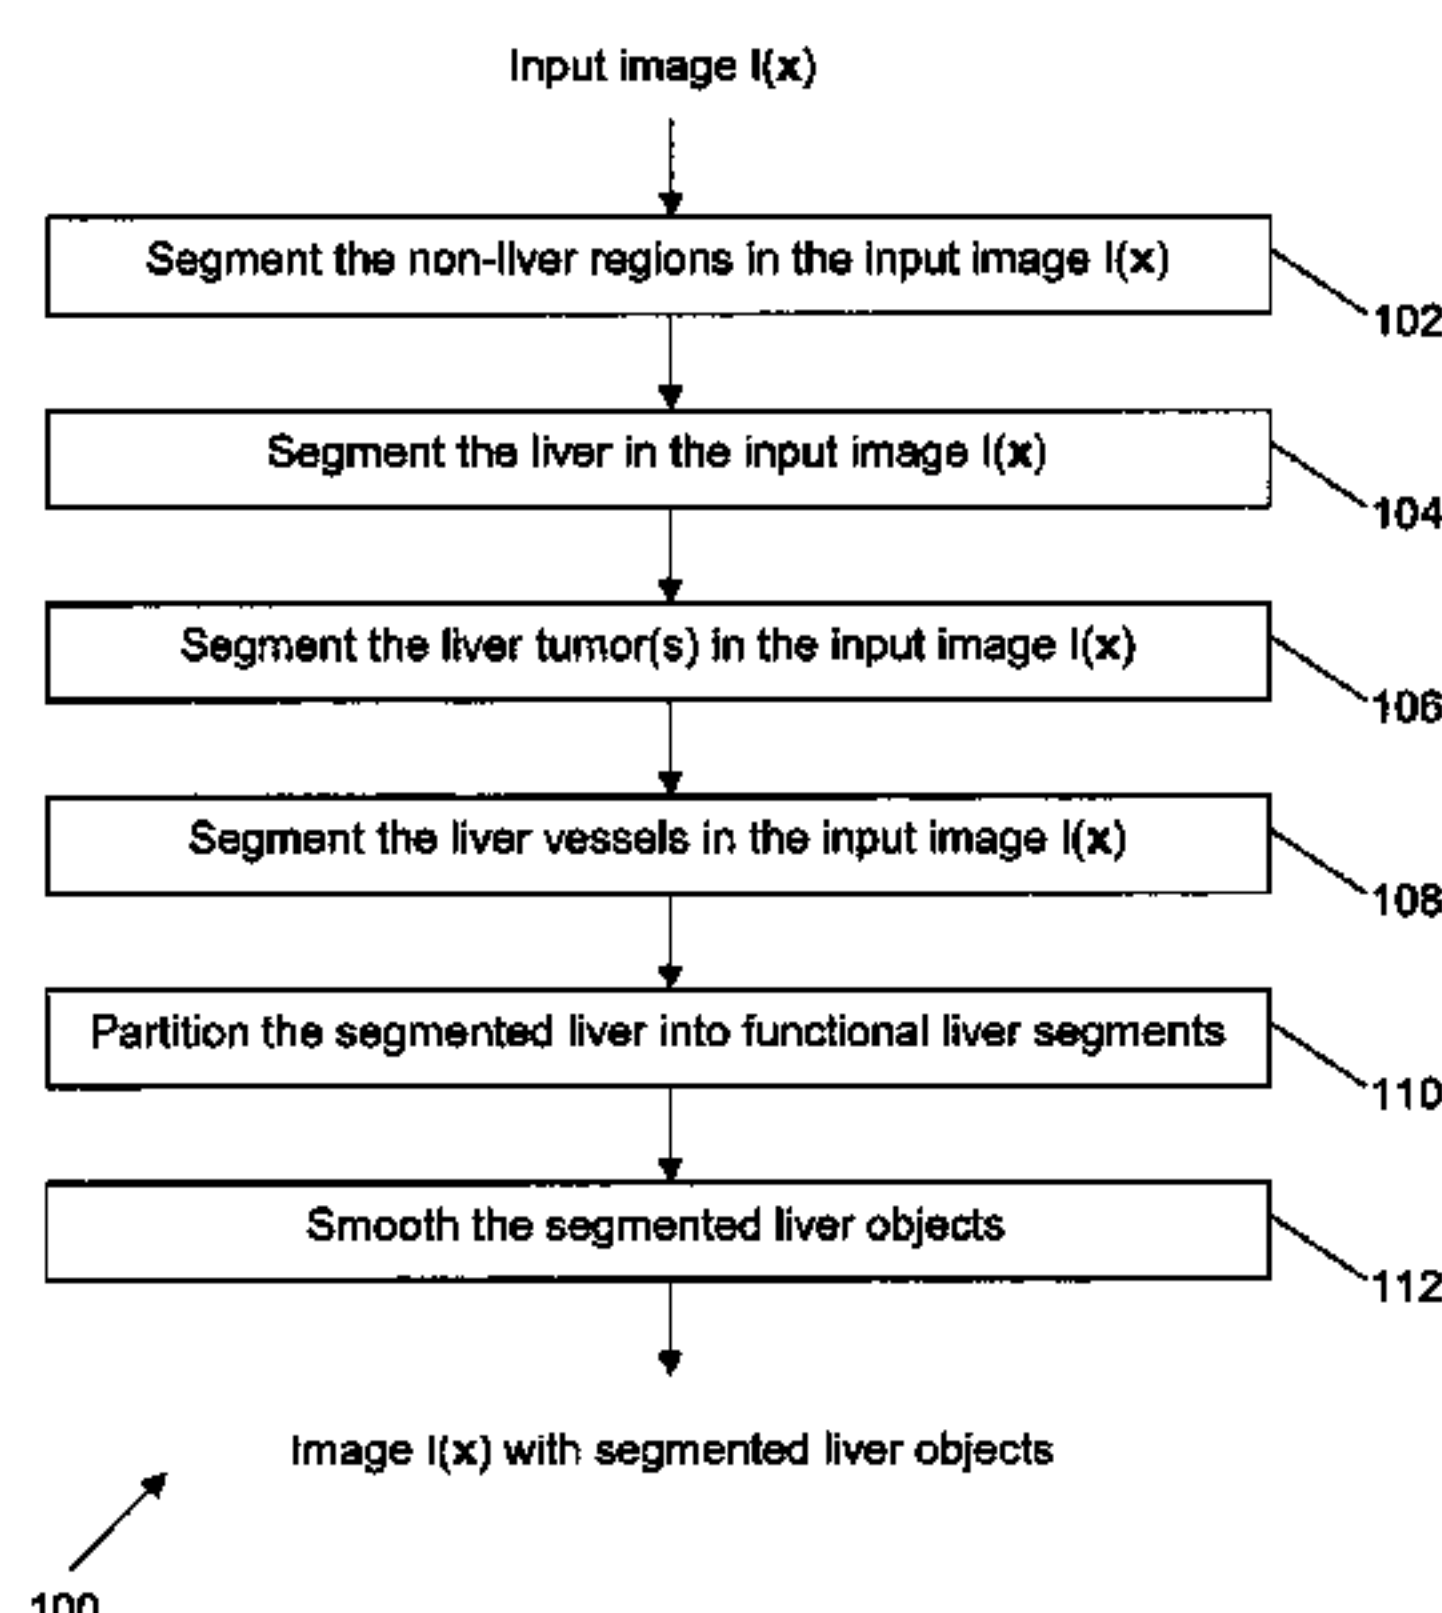 Input image I(x)
Segment the non-liver regions in the input image I(x)
102
Segment the liver in the input image I(x)
104
Segment the liver tumor(s) in the input image I(x)
106
Segment the liver vessels in the input image I(x)
108
Partition the segmented liver into functional liver segments
110
Smooth the segmented liver objects
112
Image I(x) with segmented liver objects
100